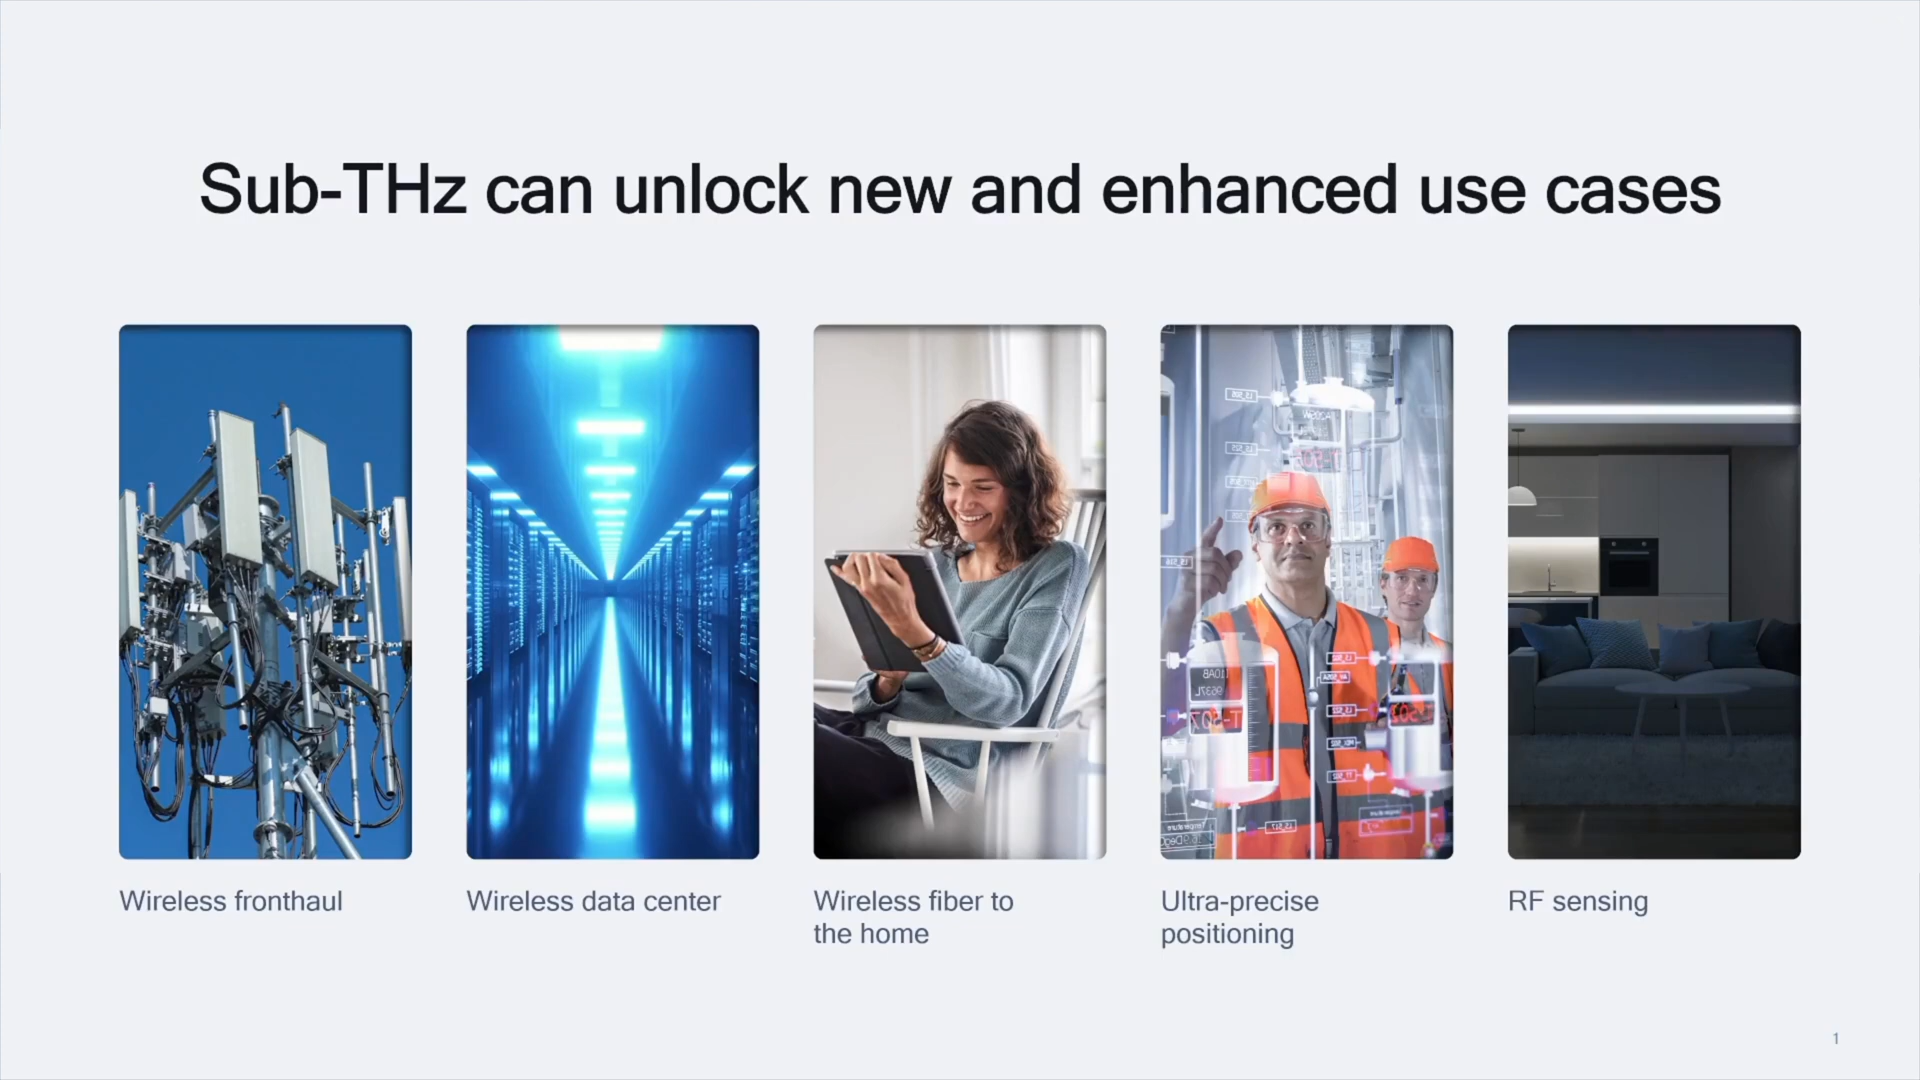 Sub-THz can unlock new and enhanced use cases
Wireless fronthaul
Wireless data center
Wireless fiber to
the home
Ultra-precise
positioning
RF sensing
1